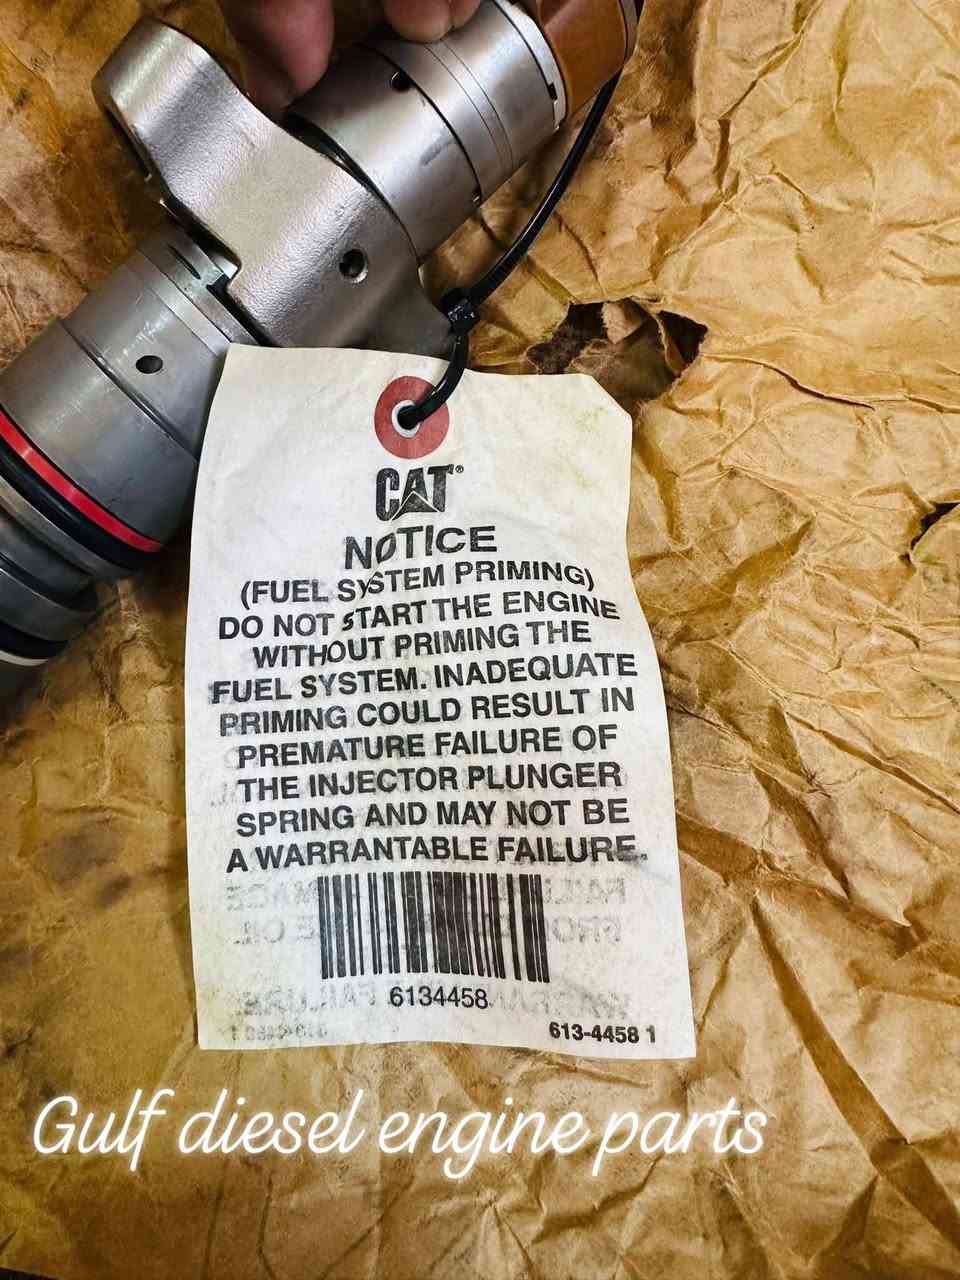 CAT®
NOTICE
(FUEL SYSTEM PRIMING)
DO NOT START THE ENGINE
WITHOUT PRIMING THE
FUEL SYSTEM. INADEQUATE
PRIMING COULD RESULT IN
PREMATURE FAILURE OF
THE INJECTOR PLUNGER
SPRING AND MAY NOT BE
A WARRANTABLE FAILURE.
6134458
613-4458 1
Gulf diesel engine parts